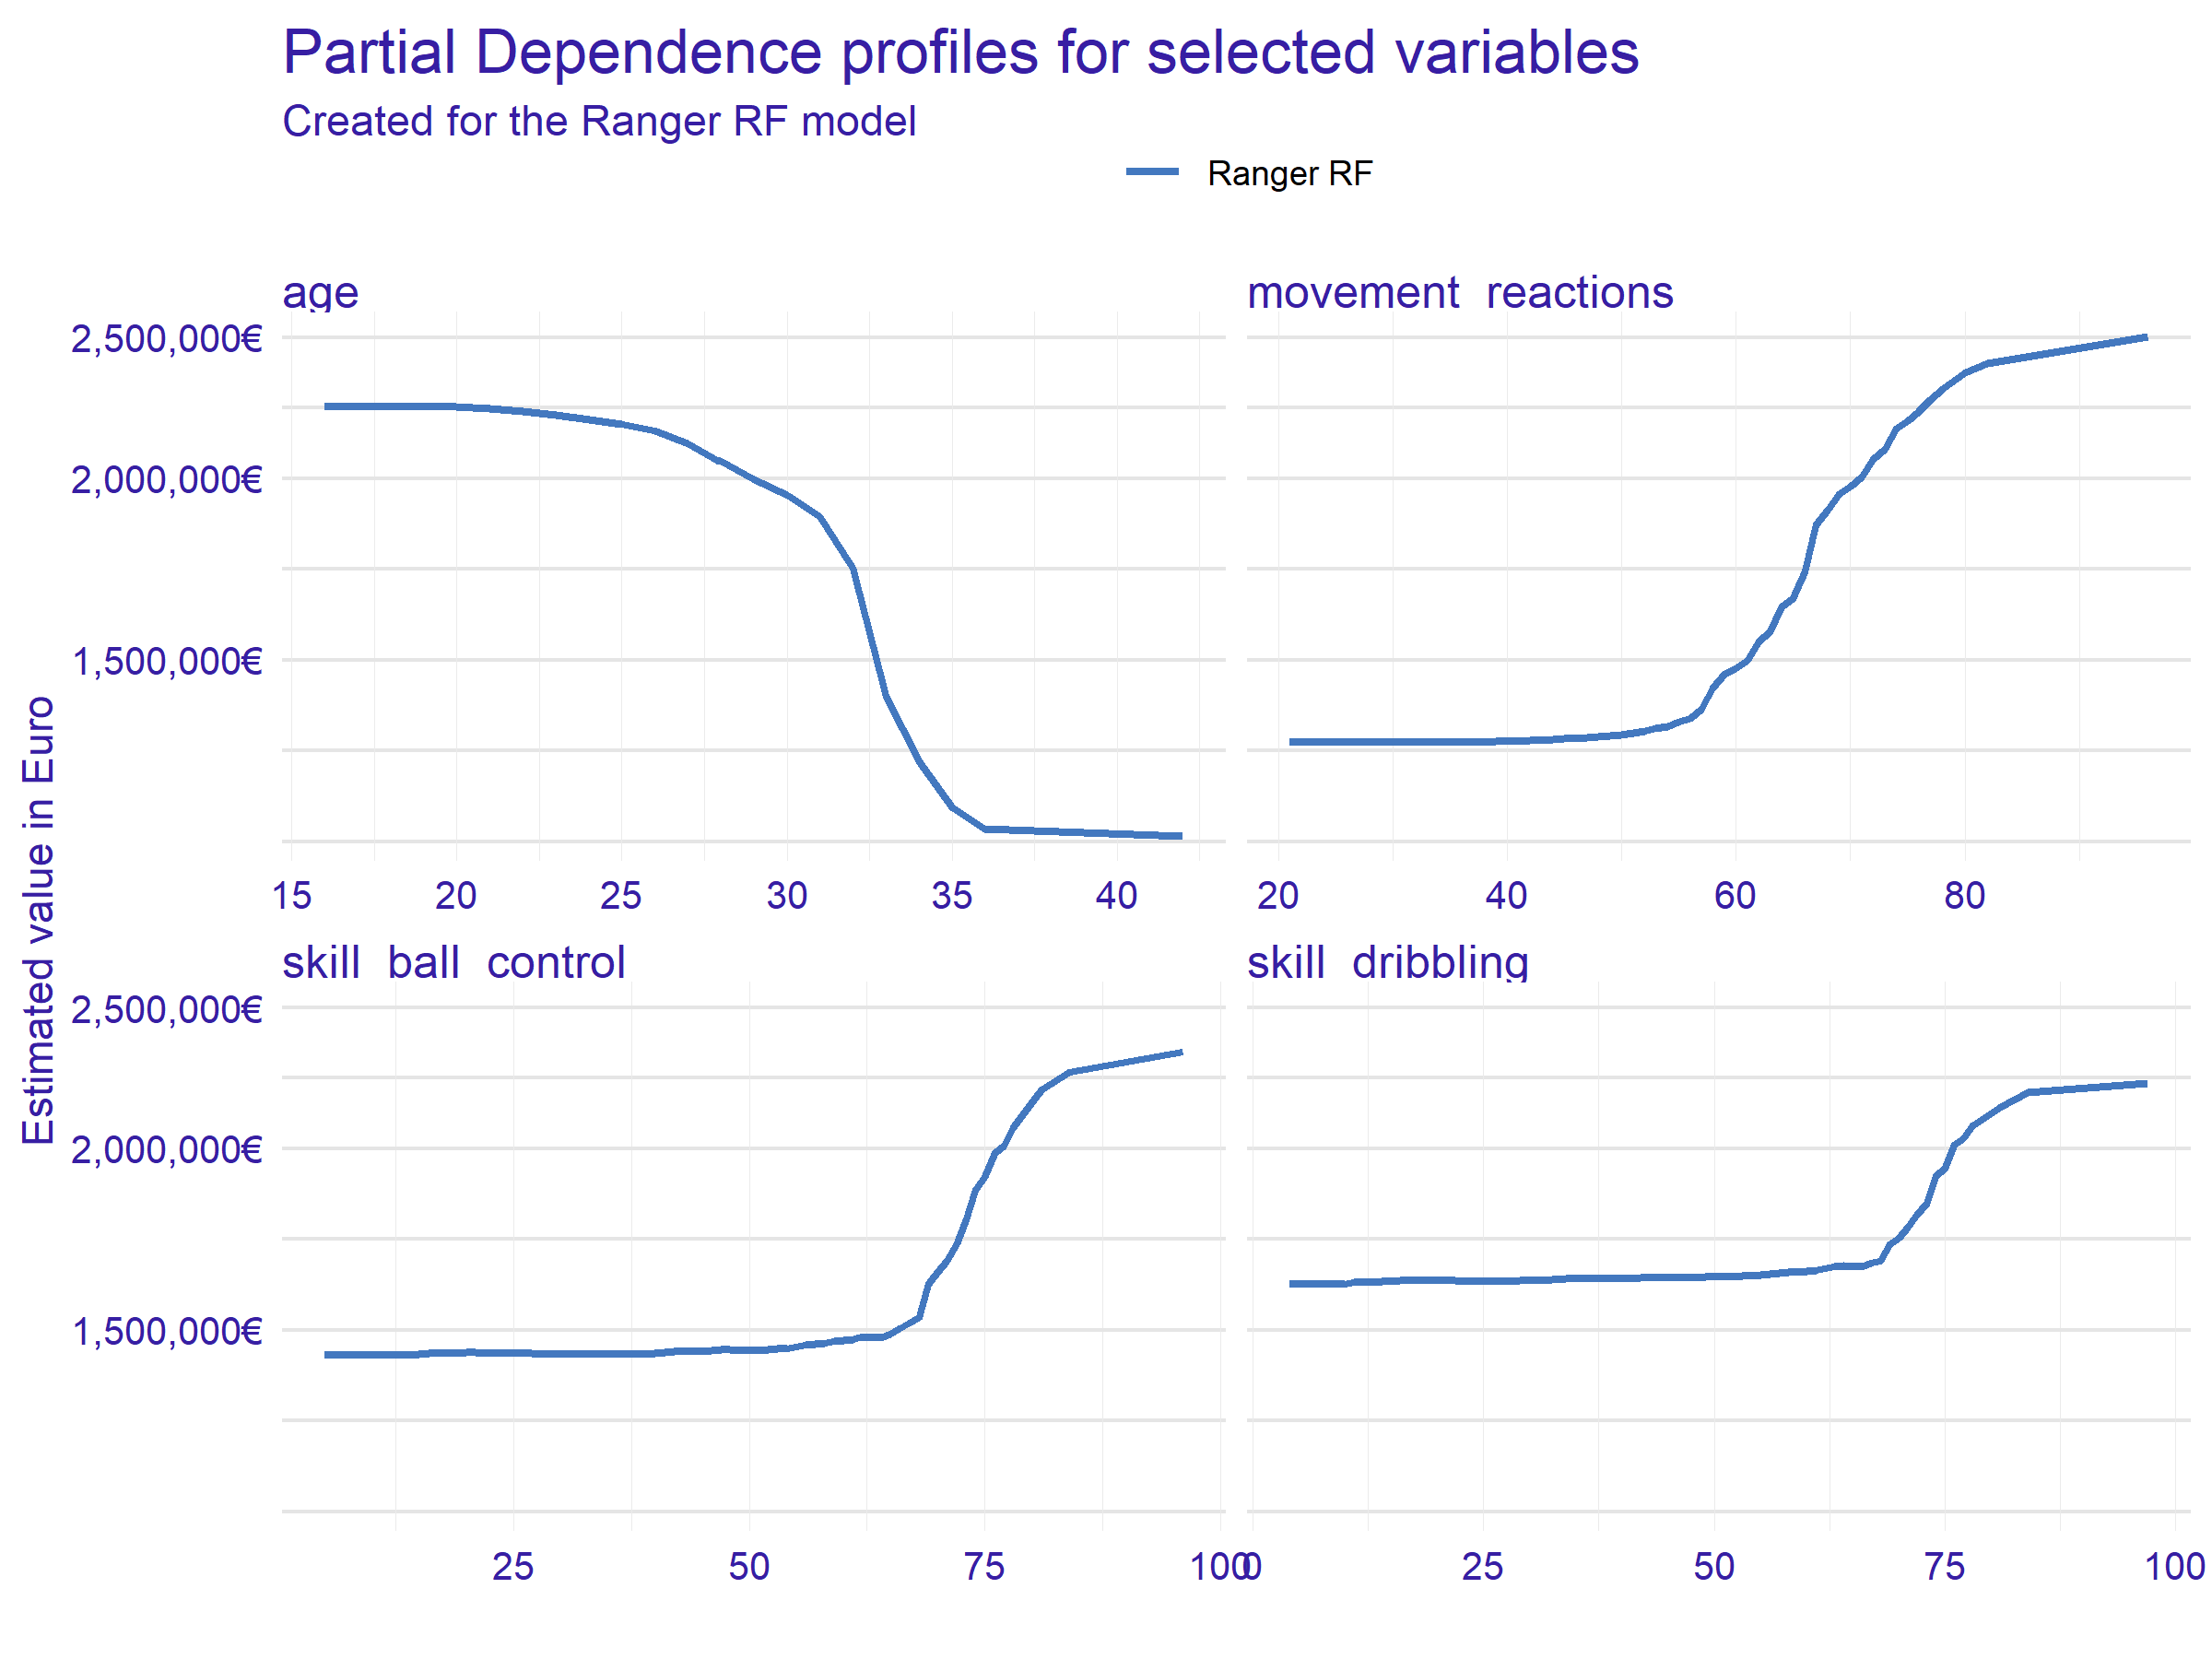 Partial Dependence profiles for selected variables
Created for the Ranger RF model
Ranger RF
Estimated value in Euro
age
2,500,000€
2,000,000€
1,500,000€
15 20 25 30 35 40
movement reactions
20 40 60 80
skill ball control
2,500,000€
2,000,000€
1,500,000€
25 50 75 100
skill dribbling
0 25 50 75 100